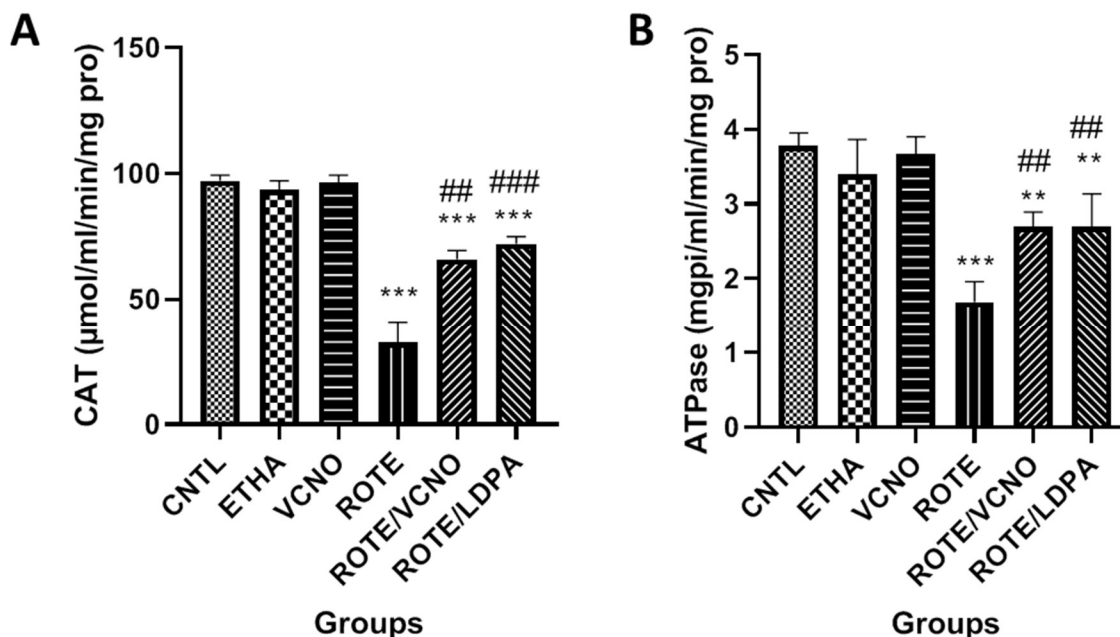 A
CAT (µmol/ml/min/mg pro)
150
100
50
0
##
***
###
***
***
CNTL
ETHA
VCNO
ROTE
ROTE/VCNO
ROTE/LDPA
Groups
B
ATPase (mgpi/ml/min/mg pro)
5
4
3
2
1
0
##
**
##
**
***
CNTL
ETHA
VCNO
ROTE
ROTE/VCNO
ROTE/LDPA
Groups